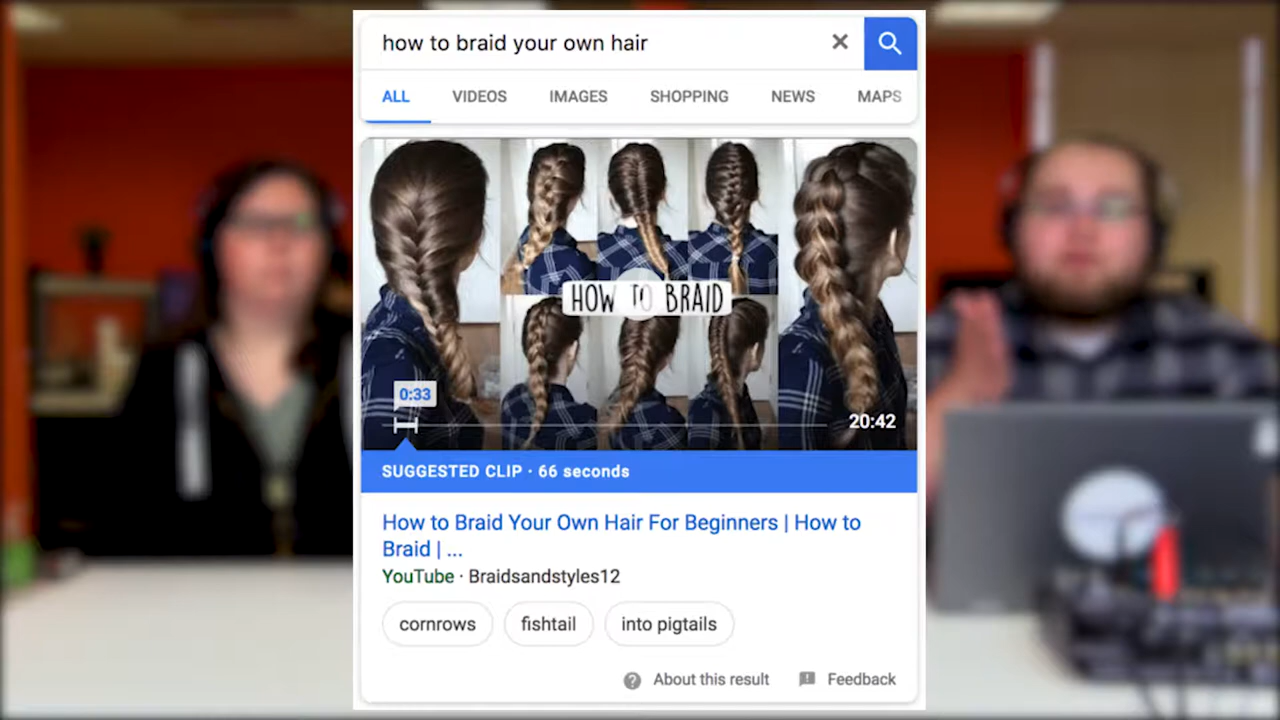 how to braid your own hair
ALL VIDEOS IMAGES SHOPPING NEWS MAPS
HOW TO BRAID
0:33
20:42
SUGGESTED CLIP · 66 seconds
How to Braid Your Own Hair For Beginners | How to
Braid | ...
YouTube · Braidsandstyles12
cornrows fishtail into pigtails
About this result Feedback